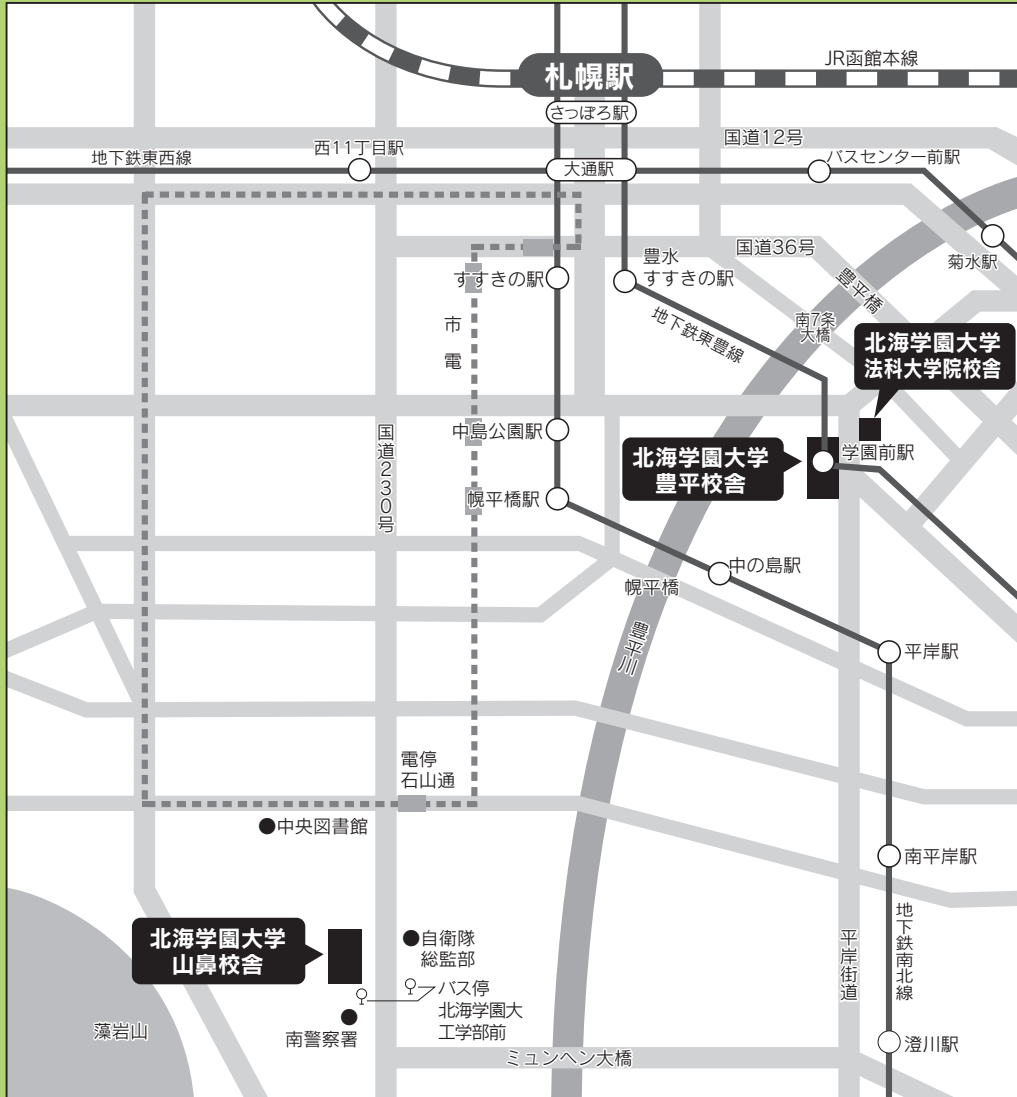 JR函館本線
札幌駅
さっぽろ駅
国道12号
地下鉄東西線
西11丁目駅
大通駅
バスセンター前駅
国道36号
菊水駅
豊水
すすきの駅
すすきの駅
豊平橋
南7条
大橋
地下鉄東豊線
市電
北海学園大学
法科大学院校舎
国道230号
中島公園駅
学園前駅
北海学園大学
豊平校舎
幌平橋駅
中の島駅
幌平橋
豊平川
平岸駅
電停
石山通
●中央図書館
南平岸駅
地下鉄南北線
平岸街道
北海学園大学
山鼻校舎
●自衛隊
総監部
バス停
北海学園大
工学部前
南警察署
藻岩山
ミュンヘン大橋
澄川駅